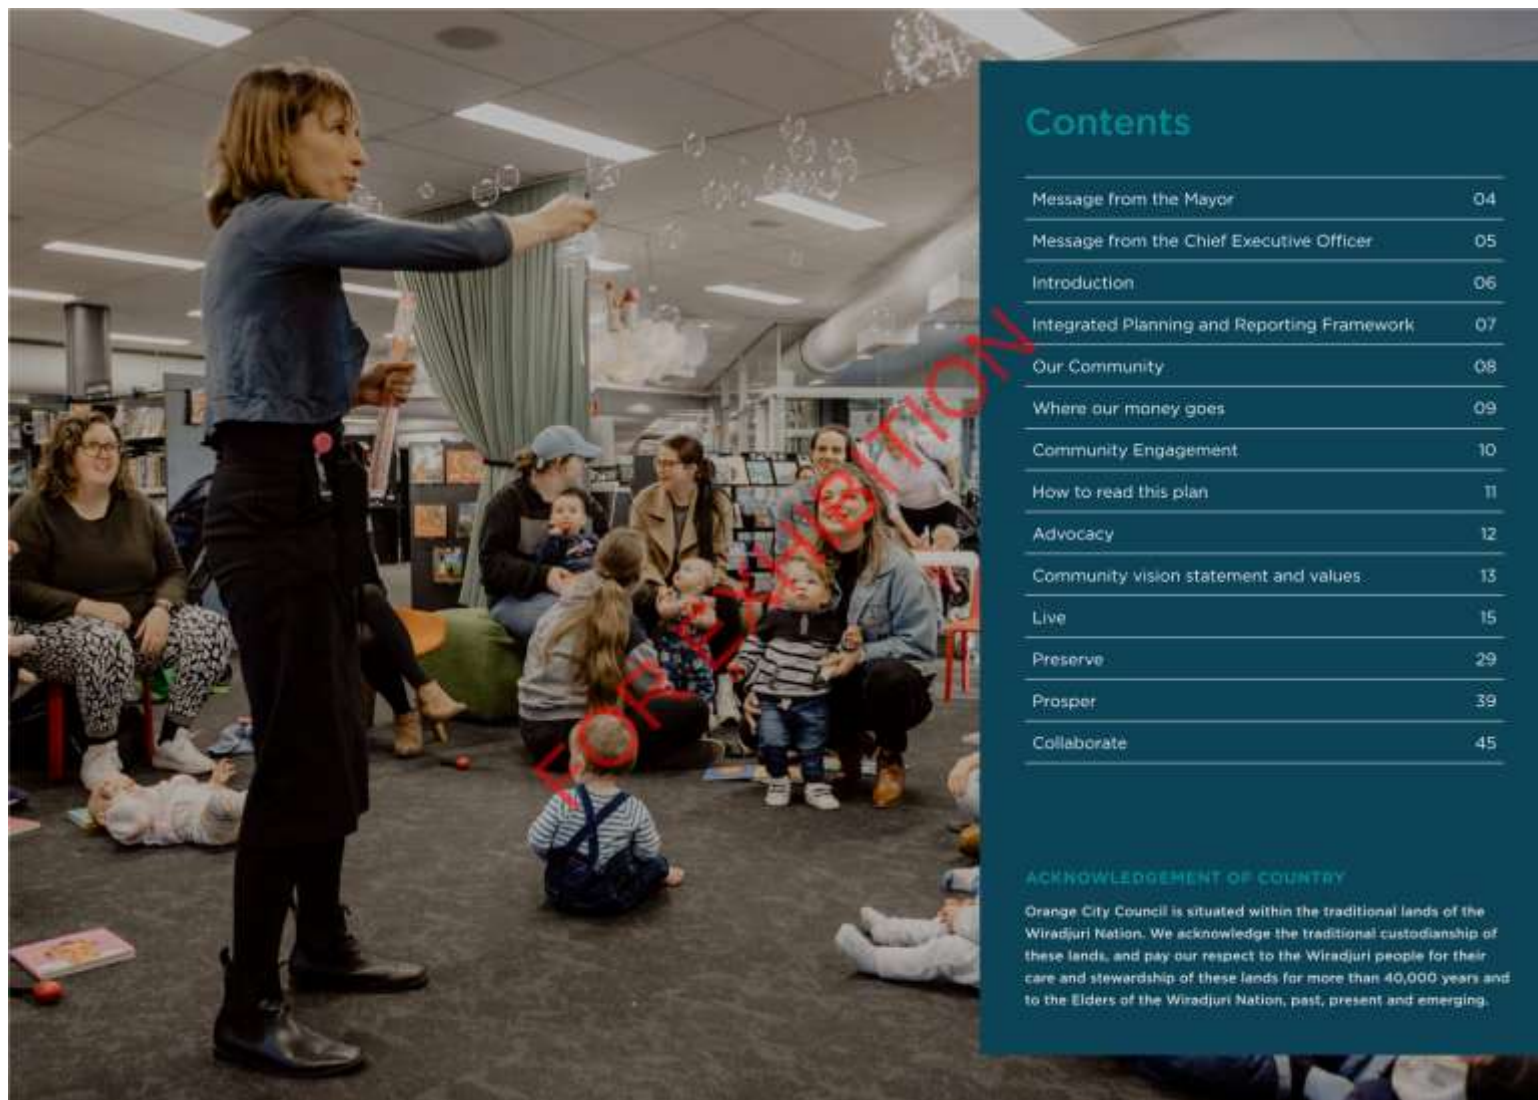 Contents
Message from the Mayor 04
Message from the Chief Executive Officer 05
Introduction 06
Integrated Planning and Reporting Framework 07
Our Community 08
Where our money goes 09
Community Engagement 10
How to read this plan 11
Advocacy 12
Community vision statement and values 13
Live 15
Preserve 29
Prosper 39
Collaborate 45
FOR EXHIBITION
ACKNOWLEDGEMENT OF COUNTRY
Orange City Council is situated within the traditional lands of the
Wiradjuri Nation. We acknowledge the traditional custodianship of
these lands, and pay our respect to the Wiradjuri people for their
care and stewardship of these lands for more than 40,000 years and
to the Elders of the Wiradjuri Nation, past, present and emerging.